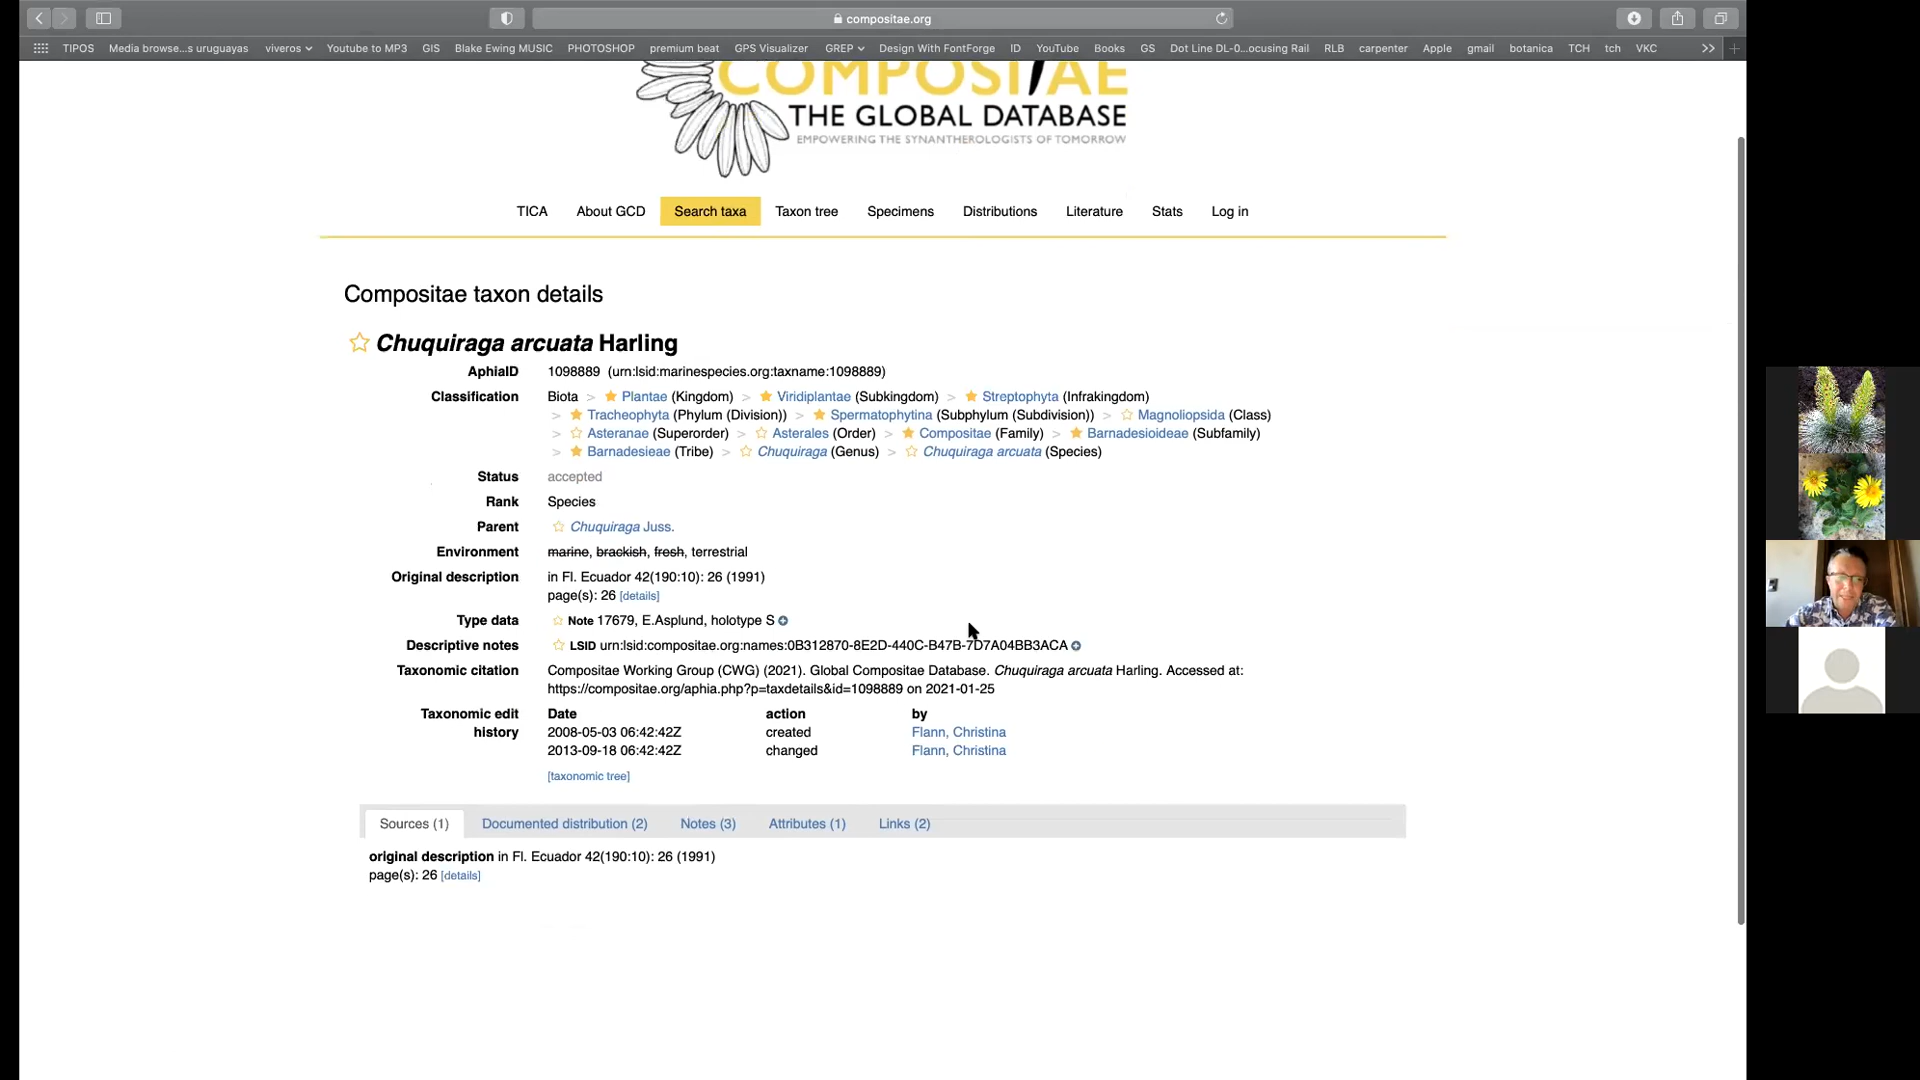 compositae.org
TIPOS Media browse...s uruguayas viveros Youtube to MP3 GIS Blake Ewing MUSIC PHOTOSHOP premium beat GPS Visualizer GREP Design With FontForge ID YouTube Books GS Dot Line DL-0...ocusing Rail RLB carpenter Apple gmail botanica TCH tch VKC
COMPOSITAE
THE GLOBAL DATABASE
EMPOWERING THE SYNANTHEROLOGISTS OF TOMORROW
TICA About GCD Search taxa Taxon tree Specimens Distributions Literature Stats Log in
Compositae taxon details
Chuquiraga arcuata Harling
AphiaID 1098889 (urn:lsid:marinespecies.org:taxname:1098889)
Classification Biota > Plantae (Kingdom) > Viridiplantae (Subkingdom) > Streptophyta (Infrakingdom)
> Tracheophyta (Phylum (Division)) > Spermatophytina (Subphylum (Subdivision)) > Magnoliopsida (Class)
> Asteranae (Superorder) > Asterales (Order) > Compositae (Family) > Barnadesioideae (Subfamily)
> Barnadesieae (Tribe) > Chuquiraga (Genus) > Chuquiraga arcuata (Species)
Status accepted
Rank Species
Parent Chuquiraga Juss.
Environment marine, brackish, fresh, terrestrial
Original description in Fl. Ecuador 42(190:10): 26 (1991)
page(s): 26 [details]
Type data Note 17679, E.Asplund, holotype S
Descriptive notes LSID urn:lsid:compositae.org:names:0B312870-8E2D-440C-B47B-7D7A04BB3ACA
Taxonomic citation Compositae Working Group (CWG) (2021). Global Compositae Database. Chuquiraga arcuata Harling. Accessed at:
https://compositae.org/aphia.php?p=taxdetails&id=1098889 on 2021-01-25
Taxonomic edit Date action by
history 2008-05-03 06:42:42Z created Flann, Christina
2013-09-18 06:42:42Z changed Flann, Christina
[taxonomic tree]
Sources (1) Documented distribution (2) Notes (3) Attributes (1) Links (2)
original description in Fl. Ecuador 42(190:10): 26 (1991)
page(s): 26 [details]